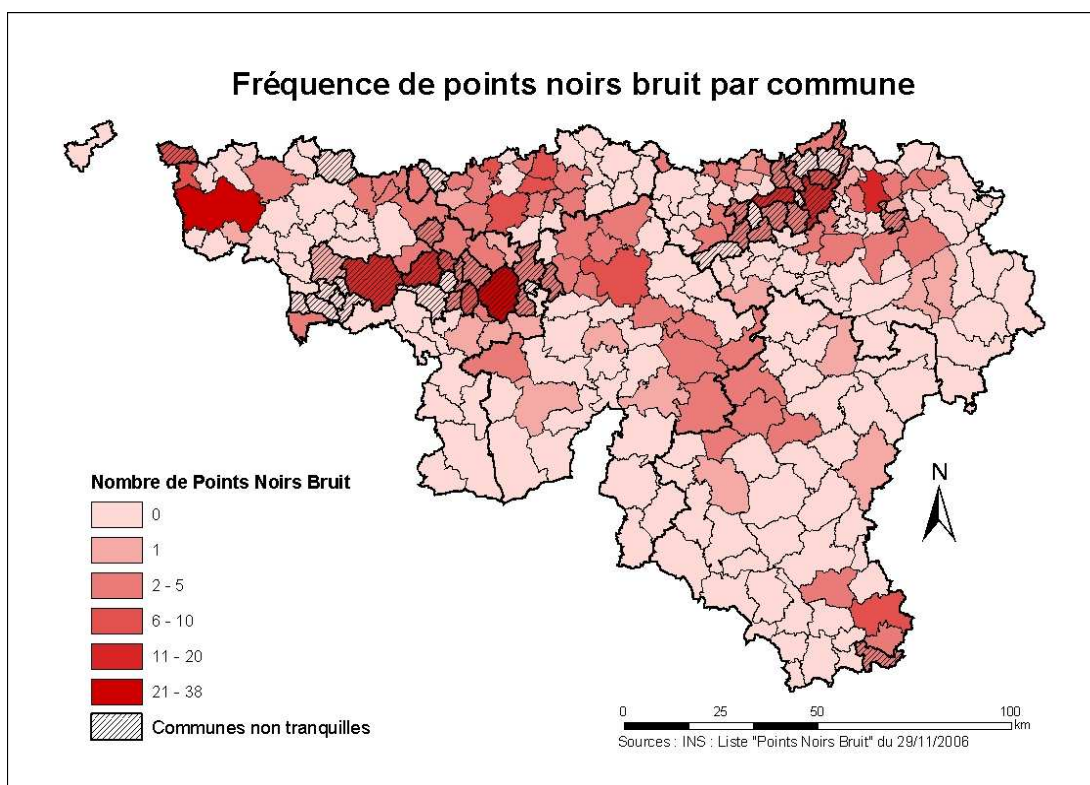 Fréquence de points noirs bruit par commune
Nombre de Points Noirs Bruit
0
1
2 - 5
6 - 10
11 - 20
21 - 38
Communes non tranquilles
N
0 25 50 100
km
Sources : INS : Liste "Points Noirs Bruit" du 29/11/2006